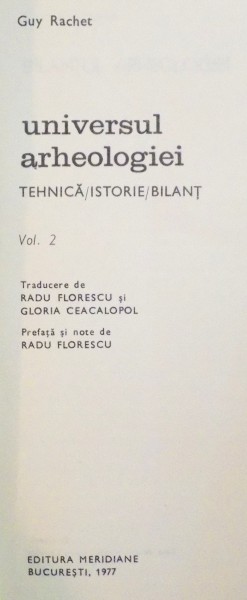 Guy Rachet
universul
arheologiei
TEHNICĂ/ISTORIE/BILANȚ
Vol. 2
Traducere de
RADU FLORESCU și
GLORIA CEACALOPOL
Prefață și note de
RADU FLORESCU
EDITURA MERIDIANE
BUCUREȘTI, 1977